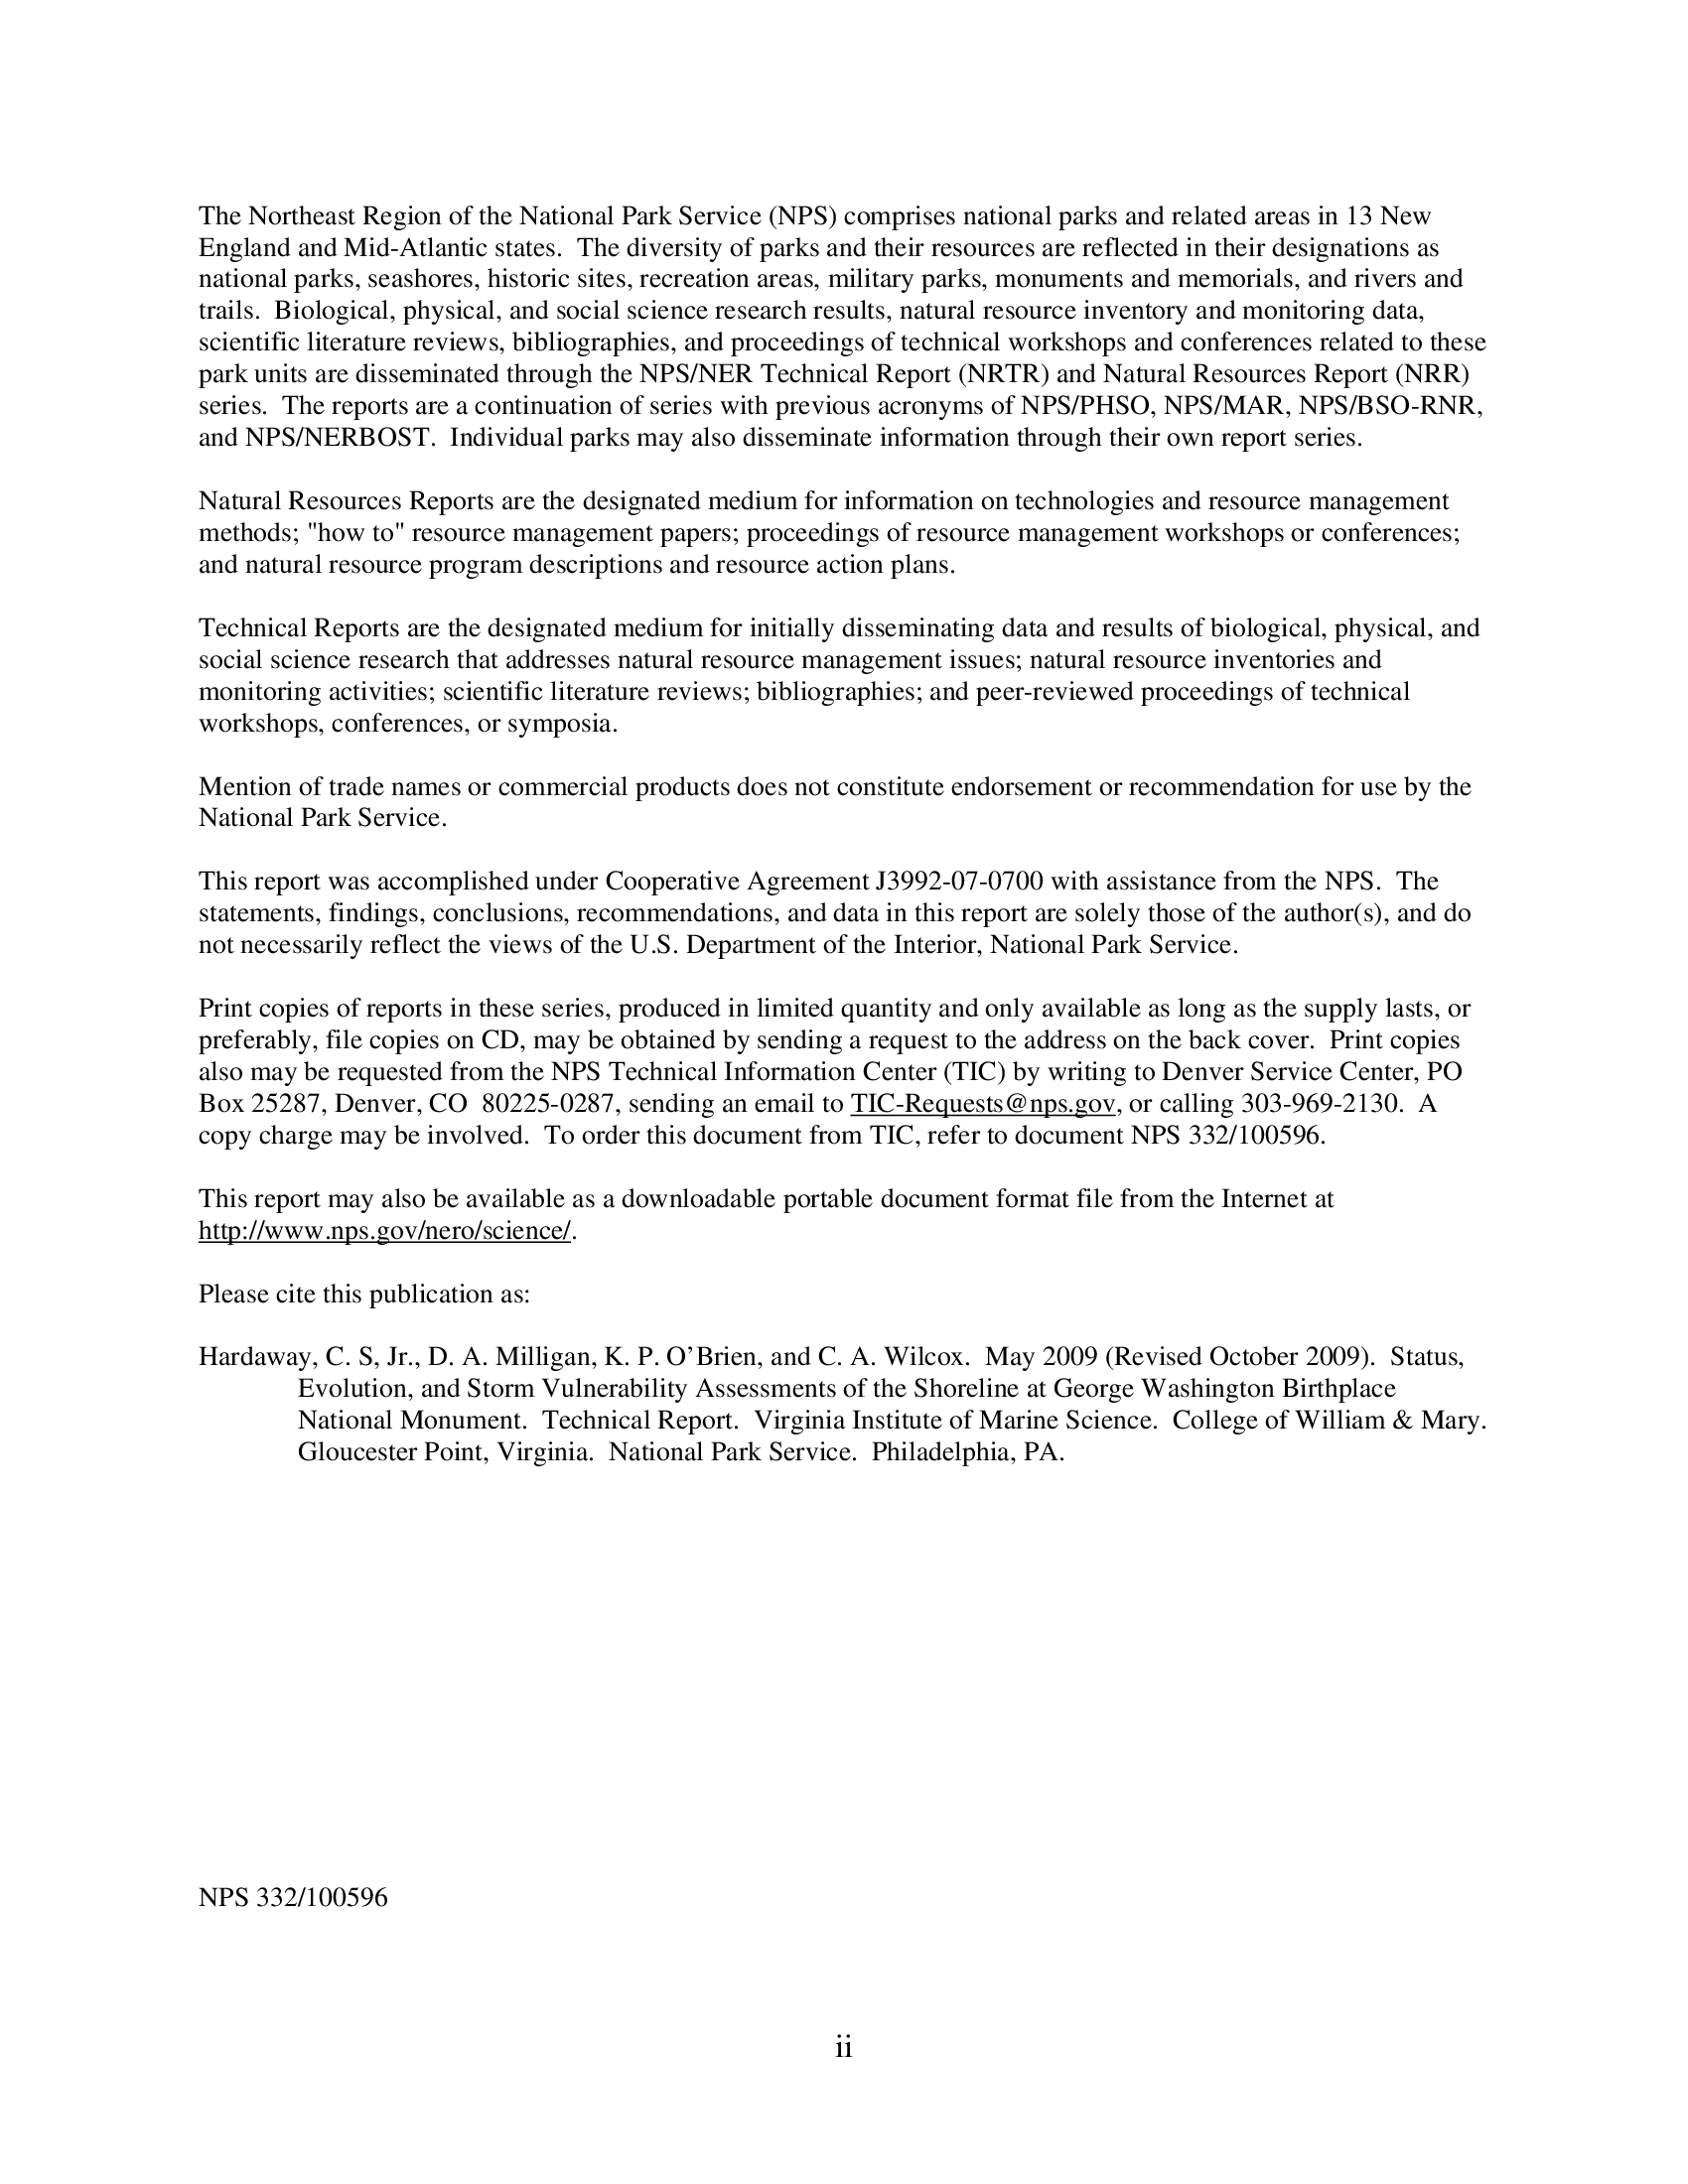 The Northeast Region of the National Park Service (NPS) comprises national parks and related areas in 13 New
England and Mid-Atlantic states.  The diversity of parks and their resources are reflected in their designations as
national parks, seashores, historic sites, recreation areas, military parks, monuments and memorials, and rivers and
trails.  Biological, physical, and social science research results, natural resource inventory and monitoring data,
scientific literature reviews, bibliographies, and proceedings of technical workshops and conferences related to these
park units are disseminated through the NPS/NER Technical Report (NRTR) and Natural Resources Report (NRR)
series.  The reports are a continuation of series with previous acronyms of NPS/PHSO, NPS/MAR, NPS/BSO-RNR,
and NPS/NERBOST.  Individual parks may also disseminate information through their own report series.
Natural Resources Reports are the designated medium for information on technologies and resource management
methods; "how to" resource management papers; proceedings of resource management workshops or conferences;
and natural resource program descriptions and resource action plans.
Technical Reports are the designated medium for initially disseminating data and results of biological, physical, and
social science research that addresses natural resource management issues; natural resource inventories and
monitoring activities; scientific literature reviews; bibliographies; and peer-reviewed proceedings of technical
workshops, conferences, or symposia.
Mention of trade names or commercial products does not constitute endorsement or recommendation for use by the
National Park Service.
This report was accomplished under Cooperative Agreement J3992-07-0700 with assistance from the NPS.  The
statements, findings, conclusions, recommendations, and data in this report are solely those of the author(s), and do
not necessarily reflect the views of the U.S. Department of the Interior, National Park Service.
Print copies of reports in these series, produced in limited quantity and only available as long as the supply lasts, or
preferably, file copies on CD, may be obtained by sending a request to the address on the back cover.  Print copies
also may be requested from the NPS Technical Information Center (TIC) by writing to Denver Service Center, PO
Box 25287, Denver, CO  80225-0287, sending an email to TIC-Requests@nps.gov, or calling 303-969-2130.  A
copy charge may be involved.  To order this document from TIC, refer to document NPS 332/100596.
This report may also be available as a downloadable portable document format file from the Internet at
http://www.nps.gov/nero/science/.
Please cite this publication as:
Hardaway, C. S, Jr., D. A. Milligan, K. P. O’Brien, and C. A. Wilcox.  May 2009 (Revised October 2009).  Status,
Evolution, and Storm Vulnerability Assessments of the Shoreline at George Washington Birthplace
National Monument.  Technical Report.  Virginia Institute of Marine Science.  College of William & Mary.
Gloucester Point, Virginia.  National Park Service.  Philadelphia, PA.
NPS 332/100596
ii